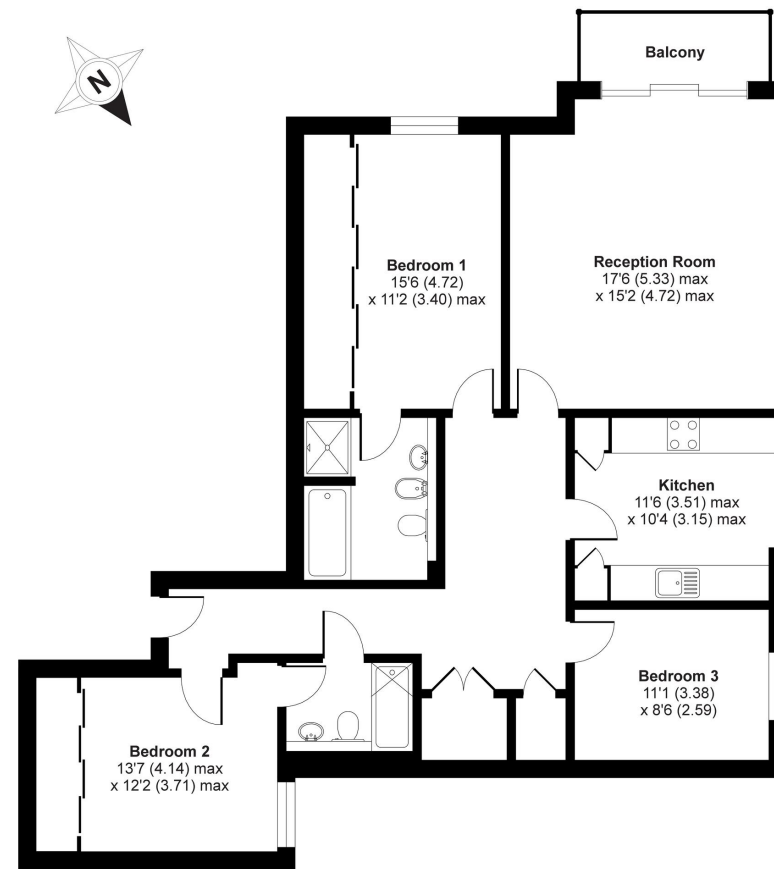 N
Balcony
Bedroom 1
15'6 (4.72)
x 11'2 (3.40) max
Reception Room
17'6 (5.33) max
x 15'2 (4.72) max
Kitchen
11'6 (3.51) max
x 10'4 (3.15) max
Bedroom 3
11'1 (3.38)
x 8'6 (2.59)
Bedroom 2
13'7 (4.14) max
x 12'2 (3.71) max